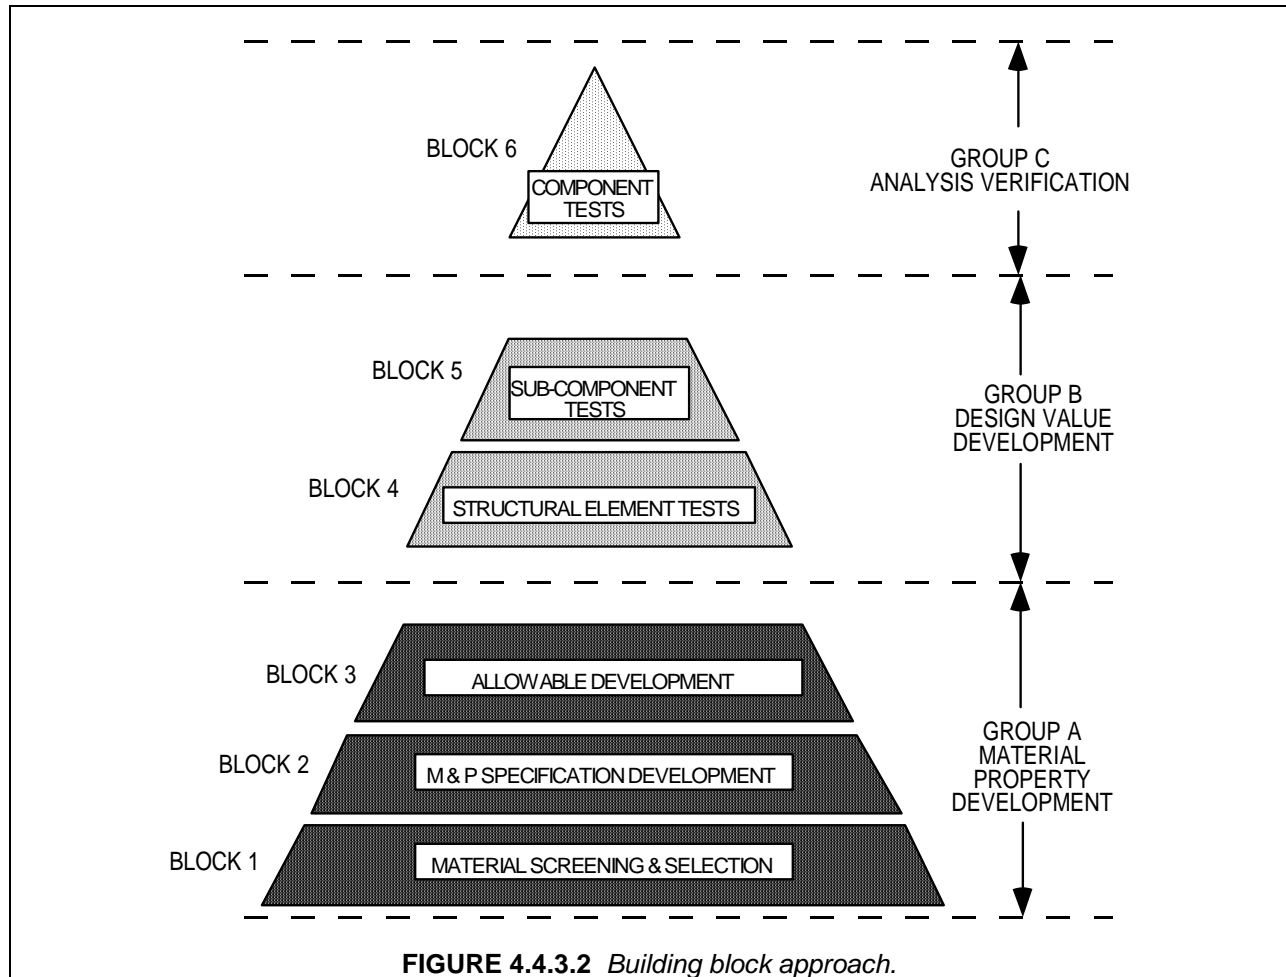 BLOCK 6
COMPONENT
TESTS
GROUP C
ANALYSIS VERIFICATION
BLOCK 5
SUB-COMPONENT
TESTS
BLOCK 4
STRUCTURAL ELEMENT TESTS
GROUP B
DESIGN VALUE
DEVELOPMENT
BLOCK 3
ALLOWABLE DEVELOPMENT
BLOCK 2
M & P SPECIFICATION DEVELOPMENT
BLOCK 1
MATERIAL SCREENING & SELECTION
GROUP A
MATERIAL
PROPERTY
DEVELOPMENT
FIGURE 4.4.3.2 Building block approach.